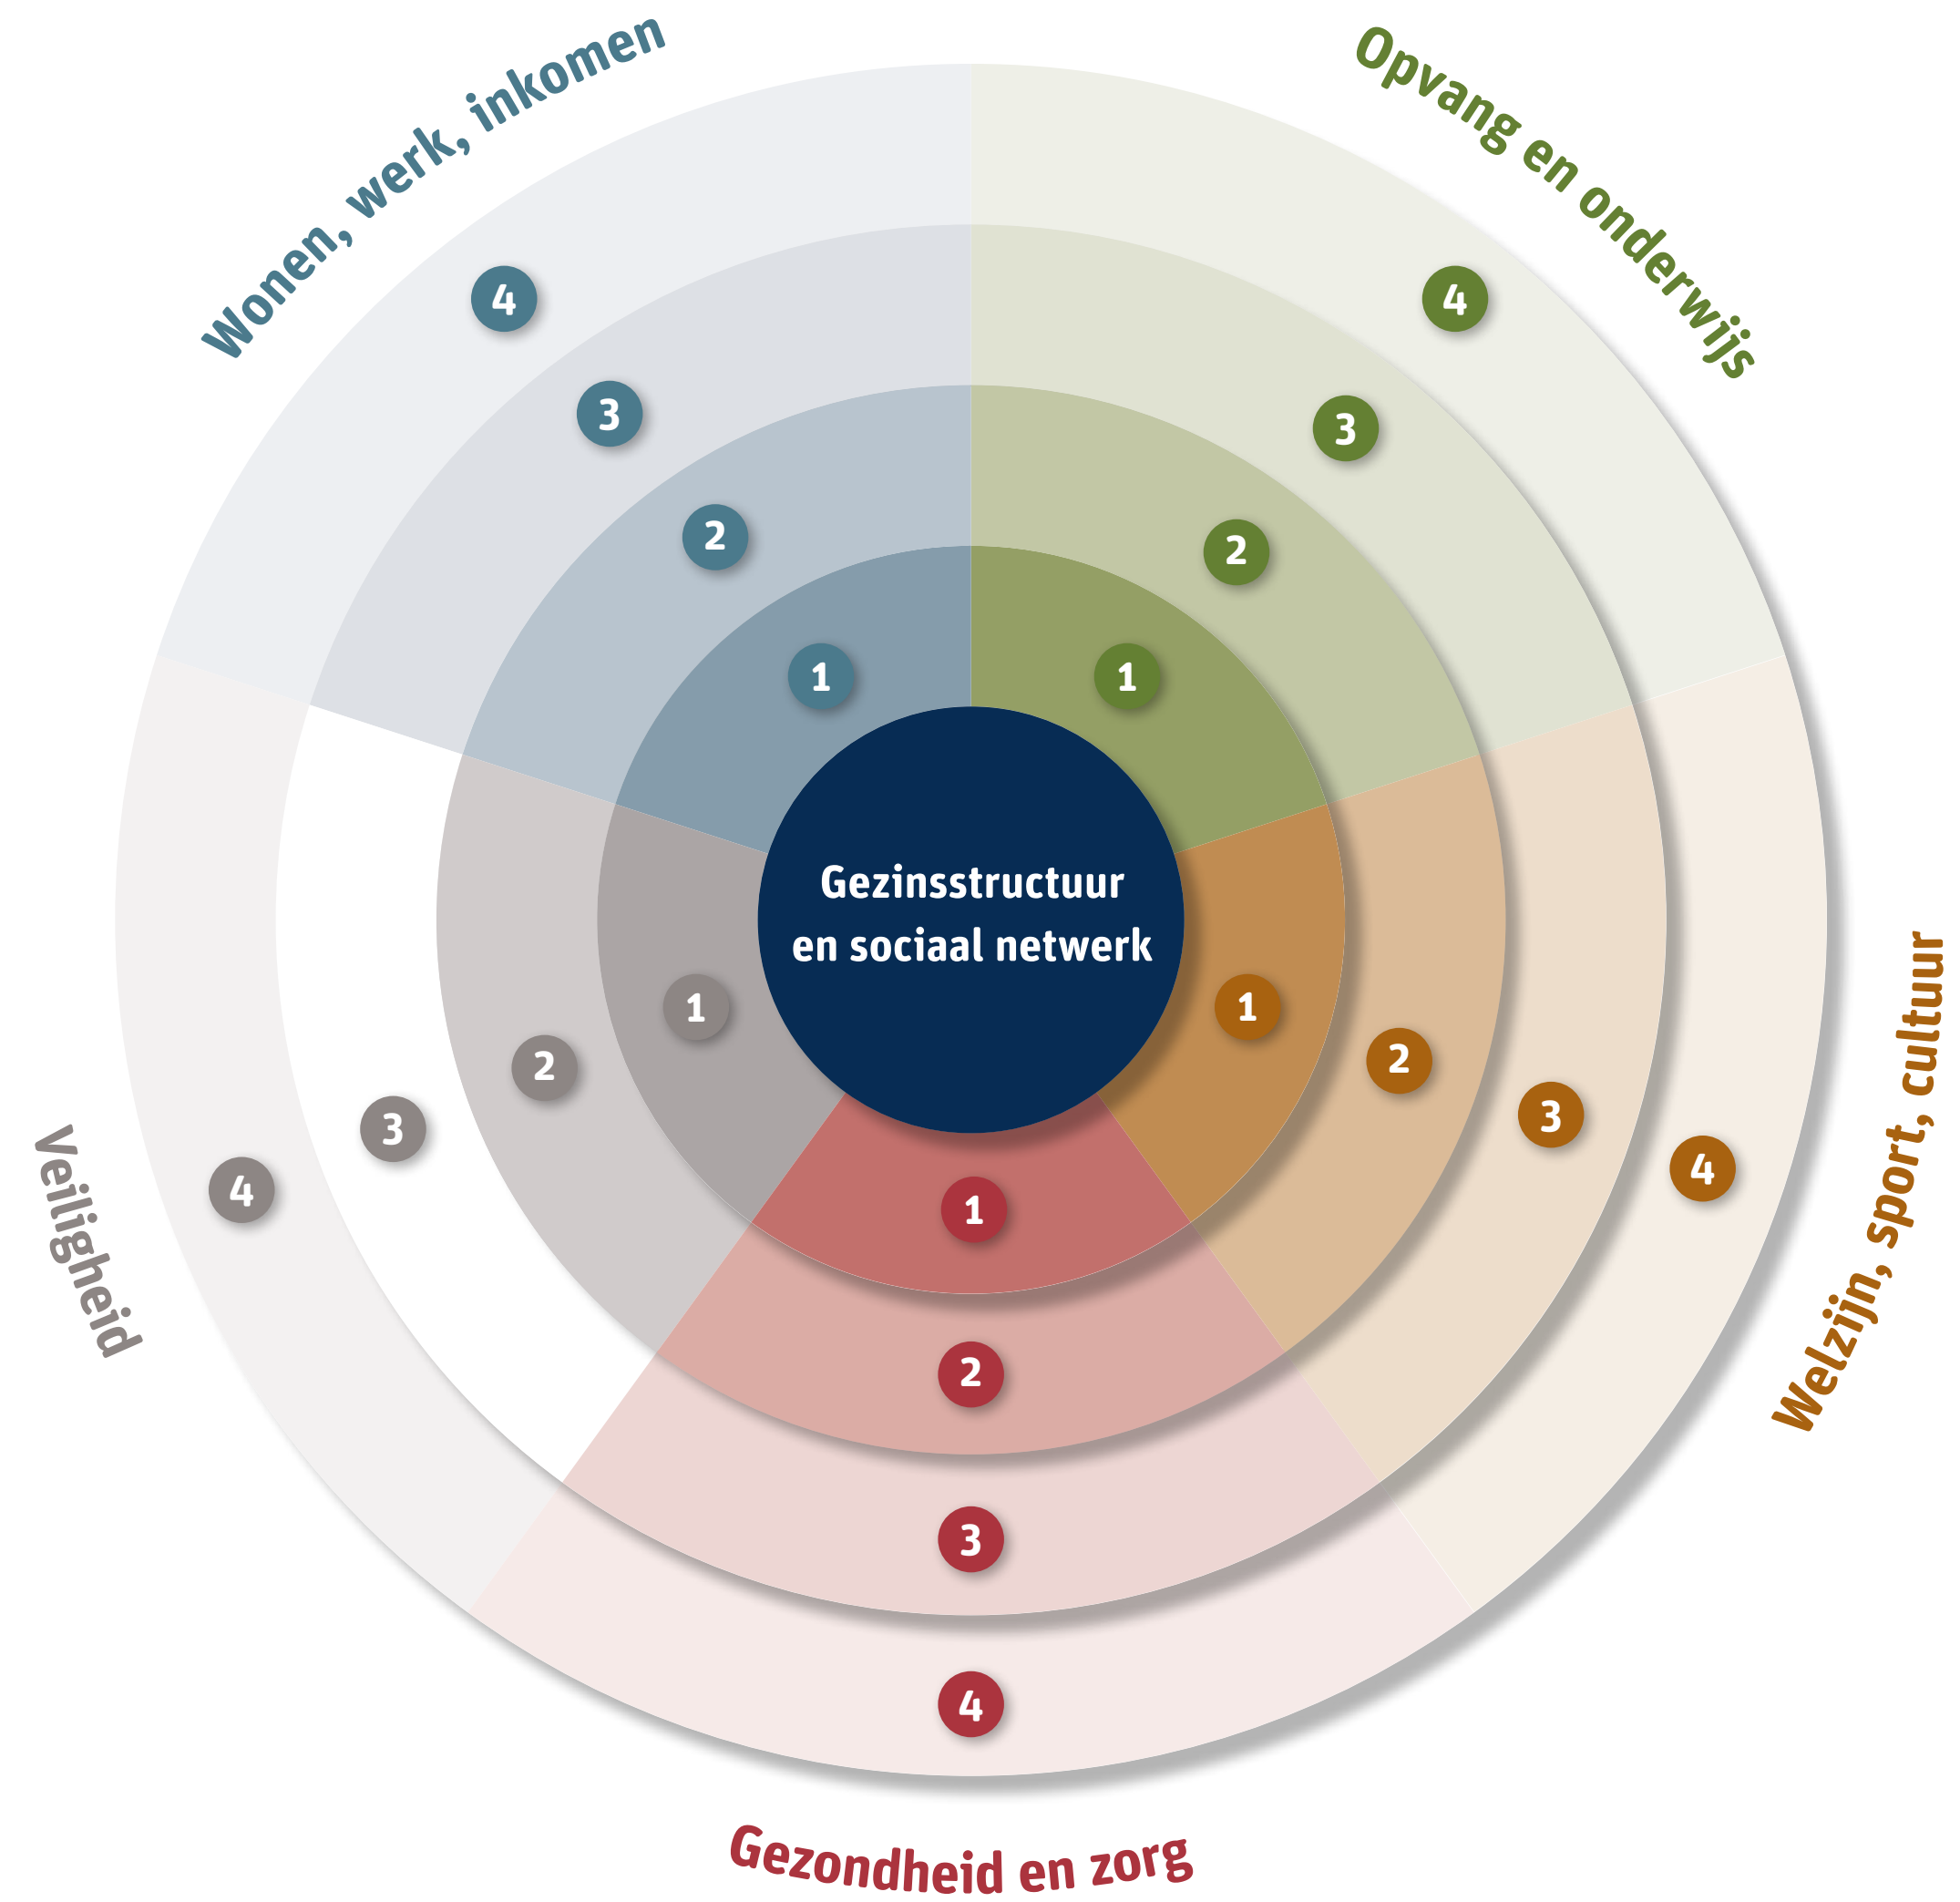 Wonen, werk, inkomen
4
3
2
1
Opvang en onderwijs
4
3
2
1
Gezinsstructuur
en sociaal netwerk
Welzijn, sport, cultuur
1
2
3
4
Veiligheid
1
2
3
4
Gezondheid en zorg
1
2
3
4